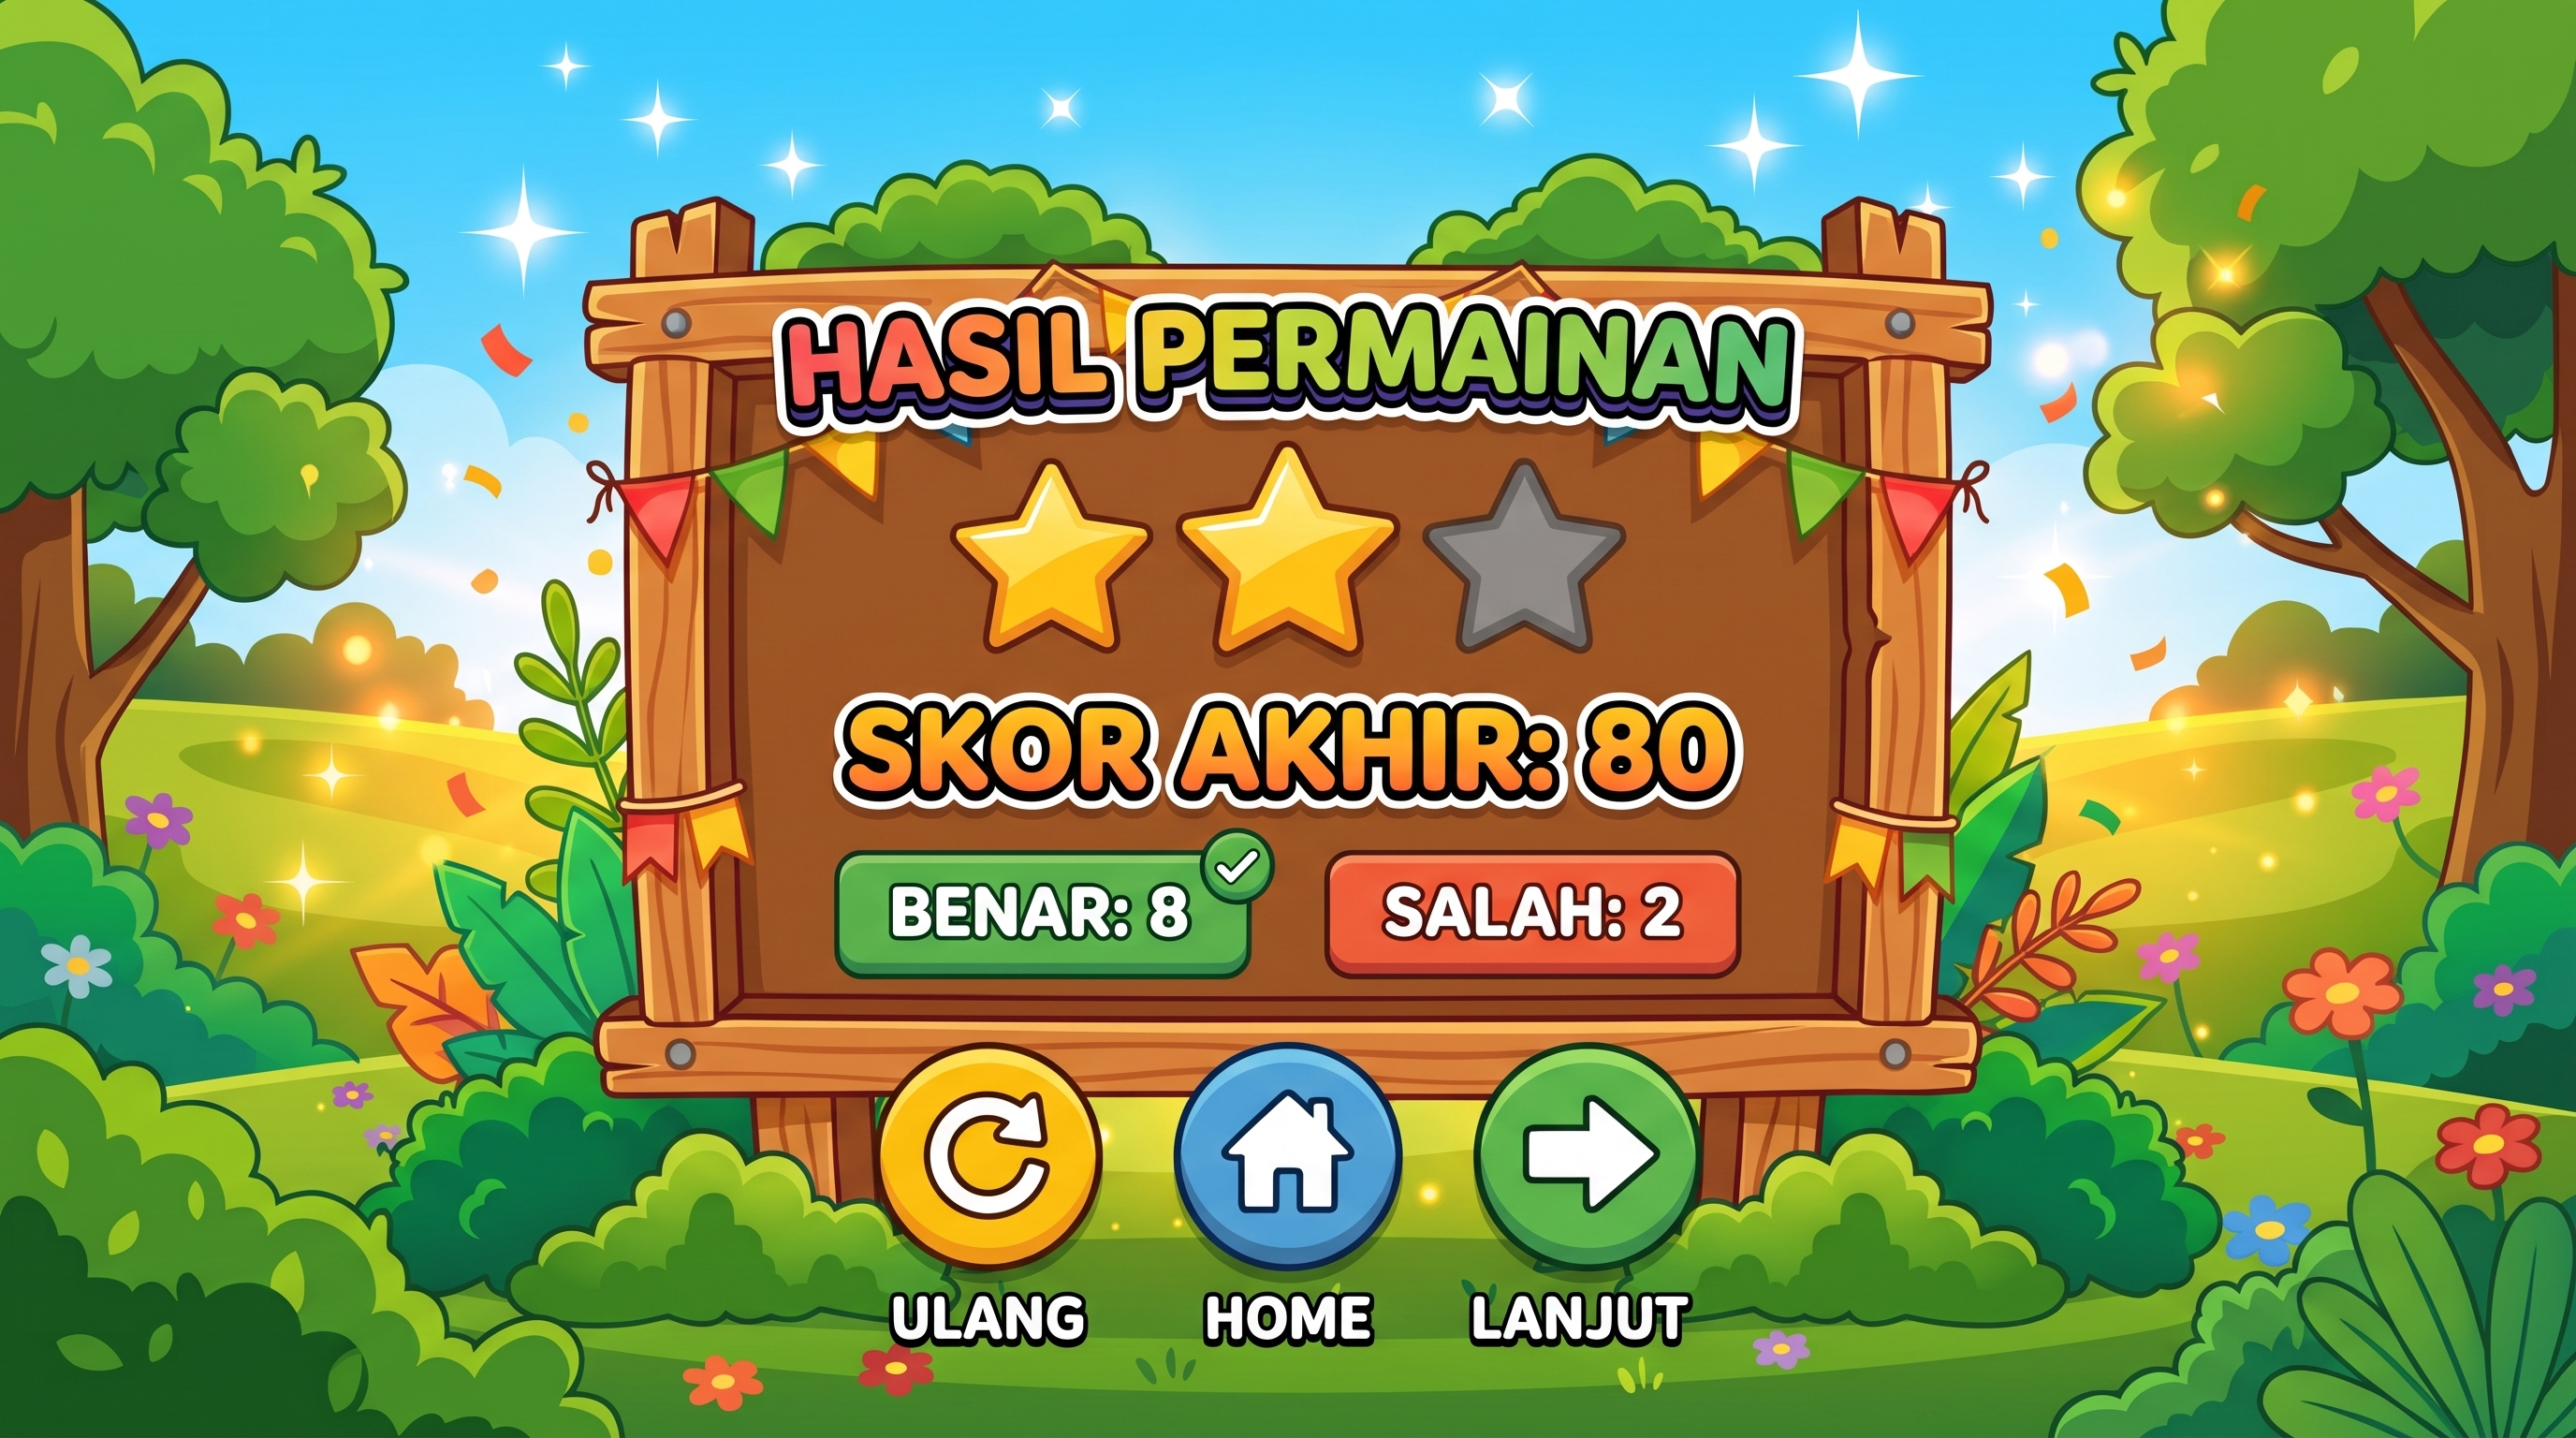 HASIL PERMAINAN
SKOR AKHIR: 80
BENAR: 8
SALAH: 2
ULANG
HOME
LANJUT